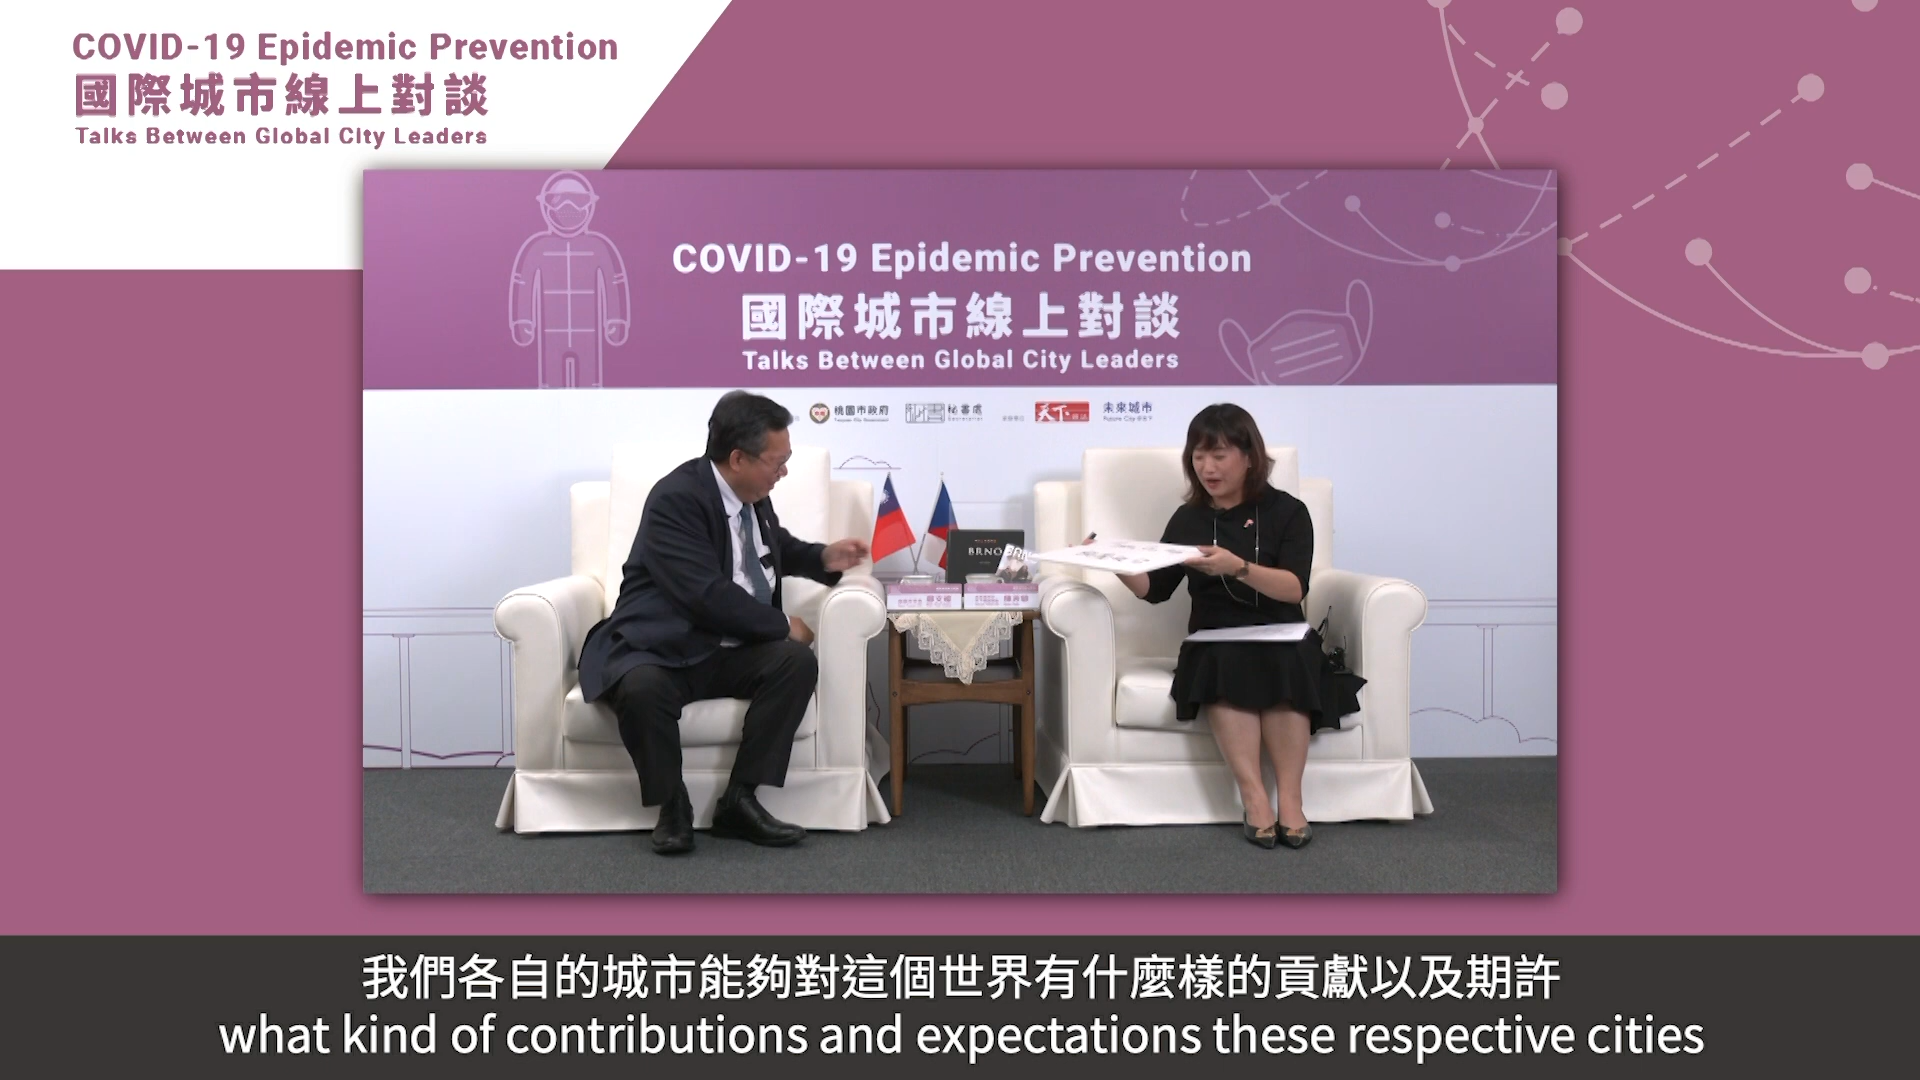 COVID-19 Epidemic Prevention
國際城市線上對談
Talks Between Global City Leaders
COVID-19 Epidemic Prevention
國際城市線上對談
Talks Between Global City Leaders
桃園市政府
秘書處
天下
未來城市
BRNO
我們各自的城市能夠對這個世界有什麼樣的貢獻以及期許
what kind of contributions and expectations these respective cities